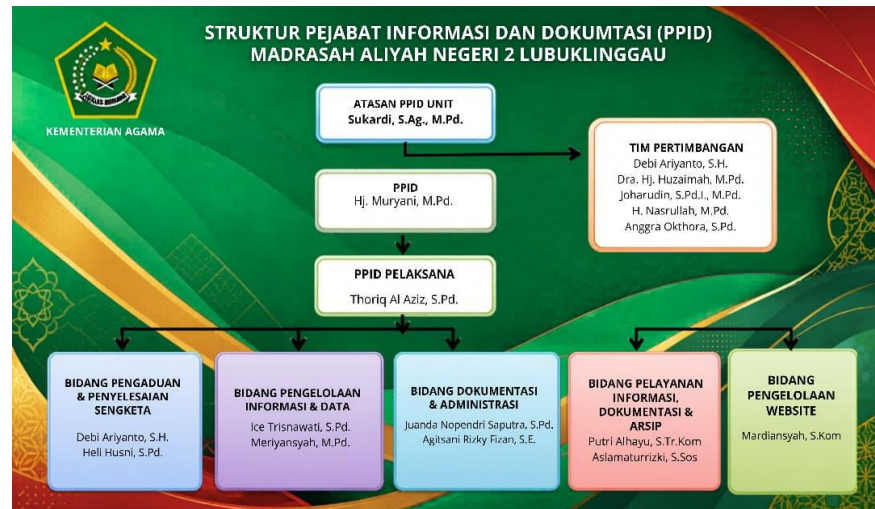 STRUKTUR PEJABAT INFORMASI DAN DOKUMTASI (PPID)
MADRASAH ALIYAH NEGERI 2 LUBUKLINGGAU
IKHLAS BERAMAL
KEMENTERIAN AGAMA
ATASAN PPID UNIT
Sukardi, S.Ag., M.Pd.
TIM PERTIMBANGAN
Debi Ariyanto, S.H.
Dra. Hj. Huzaimah, M.Pd.
Joharudin, S.Pd.I., M.Pd.
H. Nasrullah, M.Pd.
Anggra Okthora, S.Pd.
PPID
Hj. Muryani, M.Pd.
PPID PELAKSANA
Thoriq Al Aziz, S.Pd.
BIDANG PENGADUAN
& PENYELESAIAN
SENGKETA
Debi Ariyanto, S.H.
Heli Husni, S.Pd.
BIDANG PENGELOLAAN
INFORMASI & DATA
Ice Trisnawati, S.Pd.
Meriyansyah, M.Pd.
BIDANG DOKUMENTASI
& ADMINISTRASI
Juanda Nopendri Saputra, S.Pd.
Agitsani Rizky Fizan, S.E.
BIDANG PELAYANAN
INFORMASI,
DOKUMENTASI &
ARSIP
Putri Alhayu, S.Tr.Kom
Aslamaturrizki, S.Sos
BIDANG
PENGELOLAAN
WEBSITE
Mardiansyah, S.Kom